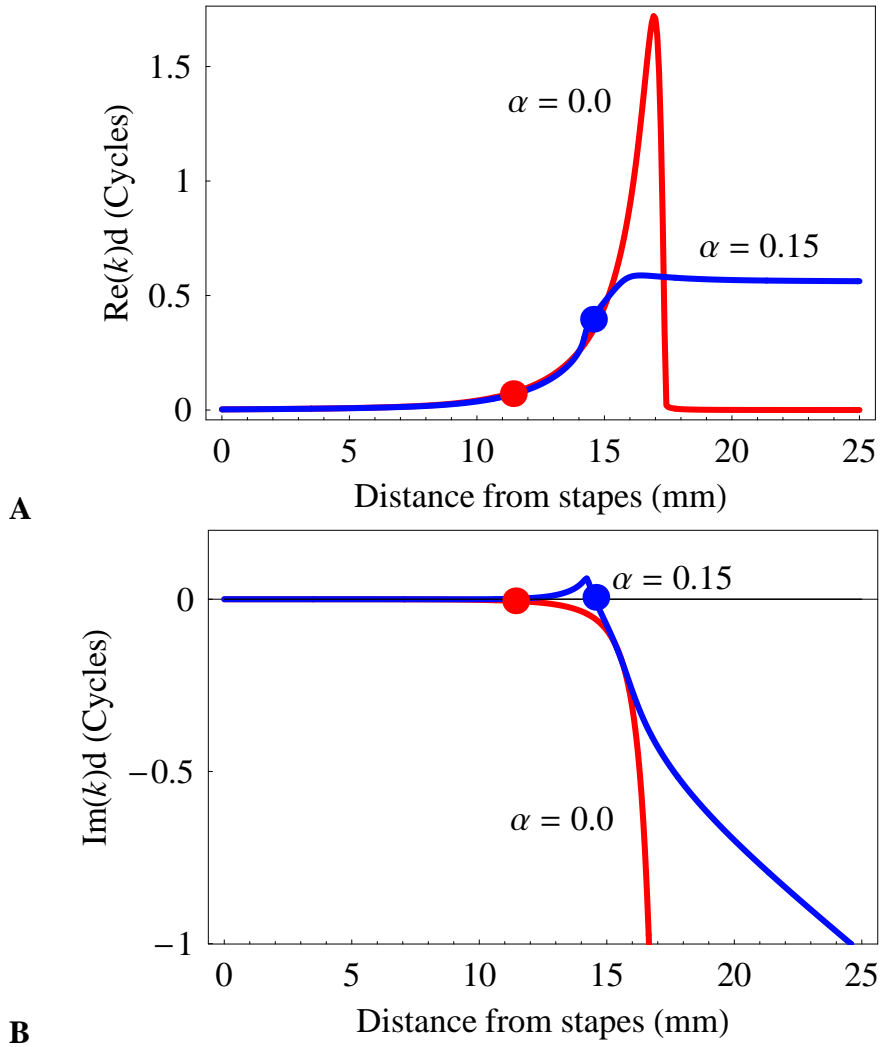 1.5
1
0.5
0
Re(k)d (Cycles)
α = 0.0
α = 0.15
0 5 10 15 20 25
Distance from stapes (mm)
A
0
−0.5
−1
Im(k)d (Cycles)
α = 0.15
α = 0.0
0 5 10 15 20 25
Distance from stapes (mm)
B